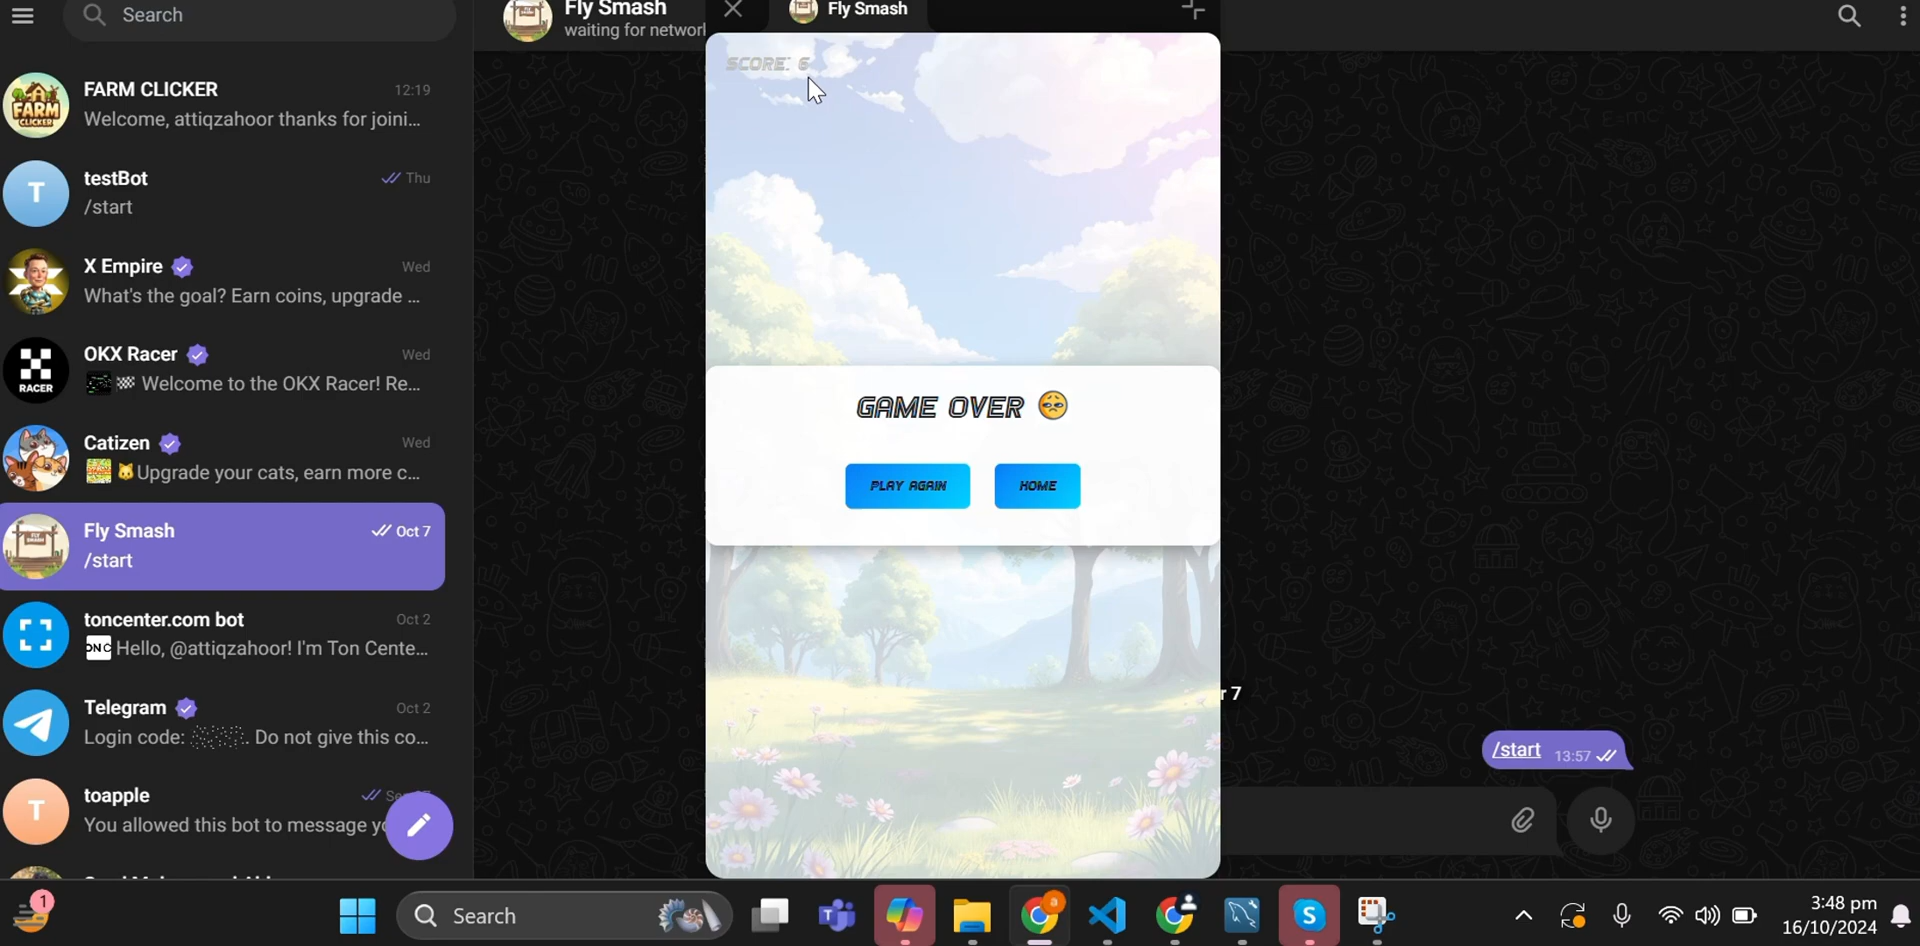 Search
FARM CLICKER 12:19
Welcome, attiqzahoor thanks for joini...
T
testBot Thu
/start
X Empire Wed
What's the goal? Earn coins, upgrade ...
RACER
OKX Racer Wed
Welcome to the OKX Racer! Re...
Catizen Wed
Upgrade your cats, earn more c...
Fly Smash Oct 7
/start
toncenter.com bot Oct 2
Hello, @attiqzahoor! I'm Ton Cente...
Telegram Oct 2
Login code: . Do not give this co...
T
toapple
You allowed this bot to message
Fly Smash
waiting for network
Fly Smash
SCORE: 6
GAME OVER 🥺
PLAY AGAIN HOME
r 7
/start 13:57
1
Search
3:48 pm
16/10/2024